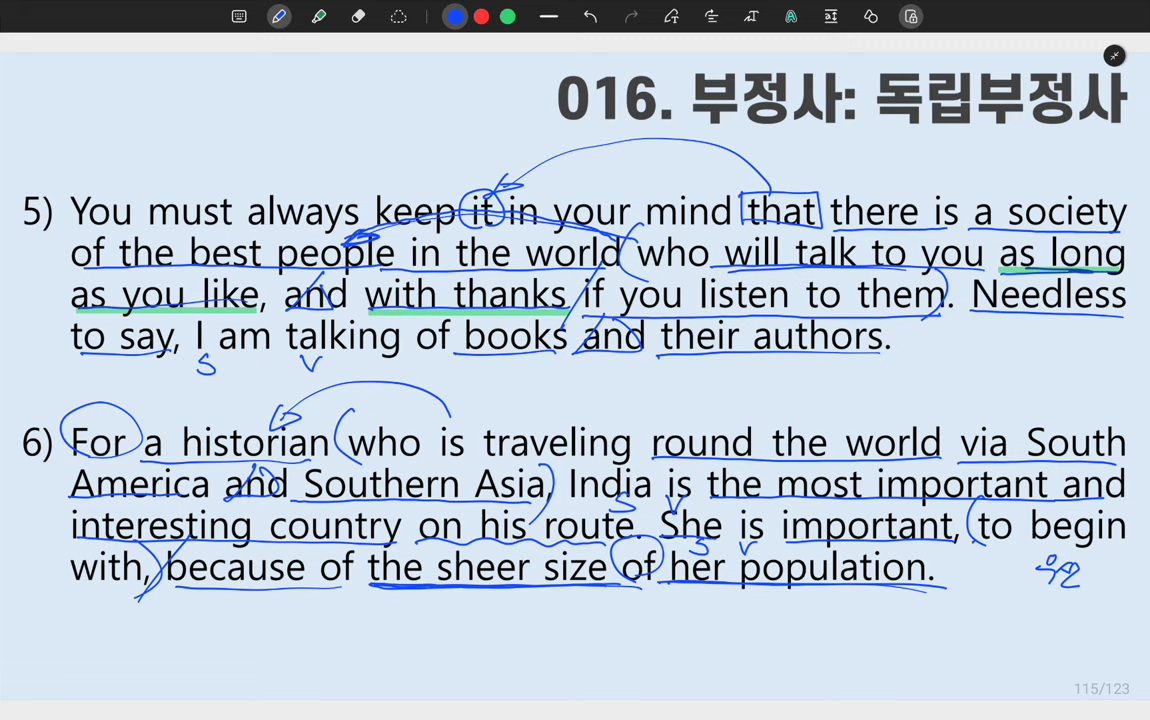 016. 부정사: 독립부정사
5) You must always keep it in your mind that there is a society
of the best people in the world who will talk to you as long
as you like, and with thanks if you listen to them. Needless
to say, I am talking of books and their authors.
S V
6) For a historian who is traveling round the world via South
America and Southern Asia, India is the most important and
S V
interesting country on his route. She is important, to begin
S V
with, because of the sheer size of her population.
우선
115/123